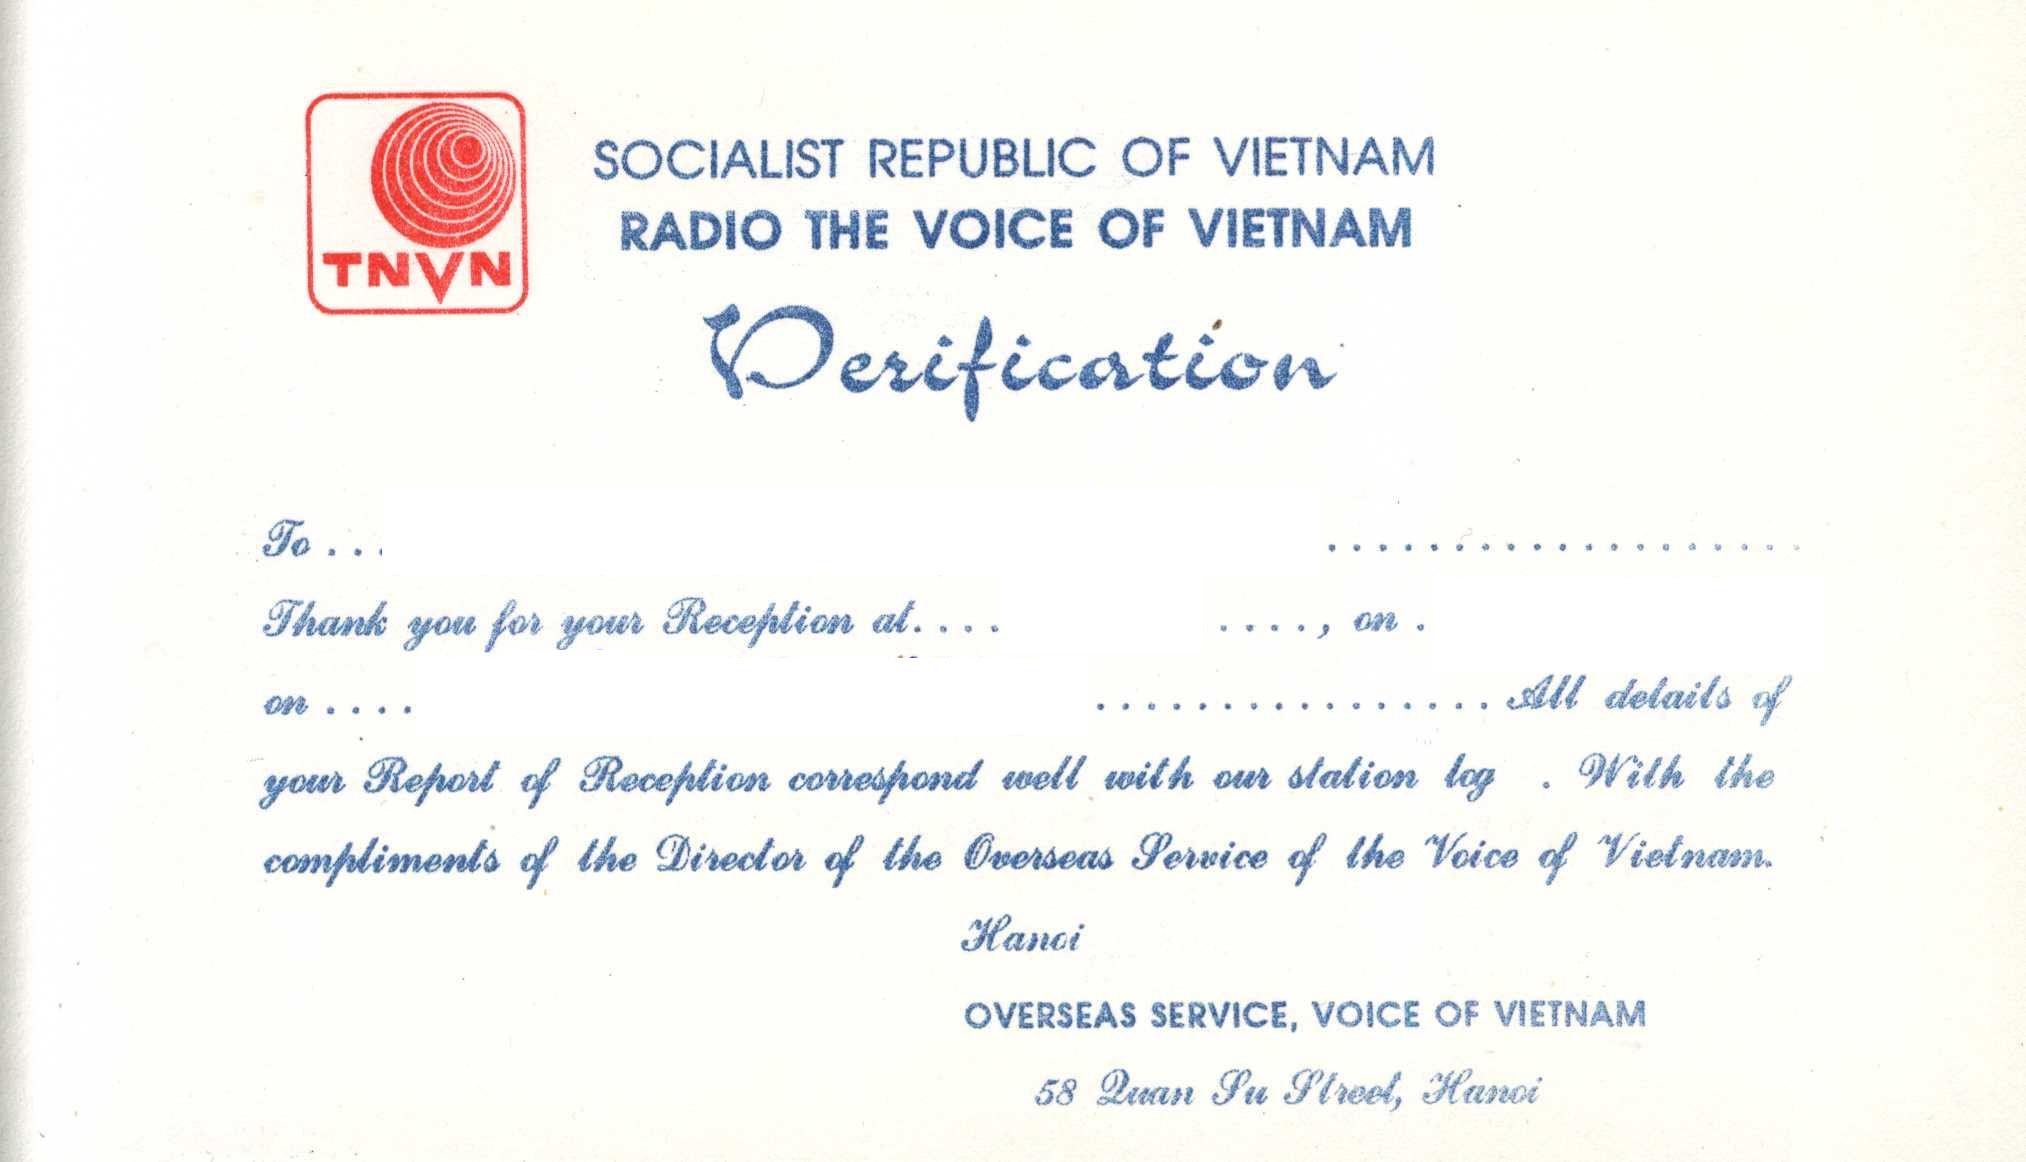 TNVN
SOCIALIST REPUBLIC OF VIETNAM
RADIO THE VOICE OF VIETNAM
Verification
To . . . . . . . . . . . . . . . . . . . . . .
Thank you for your Reception at. . . . . . . ., on .
on . . . . . . . . . . . . . . . . . . . . All details of
your Report of Reception correspond well with our station log . With the
compliments of the Director of the Overseas Service of the Voice of Vietnam.
Hanoi
OVERSEAS SERVICE, VOICE OF VIETNAM
58 Quan Su Street, Hanoi